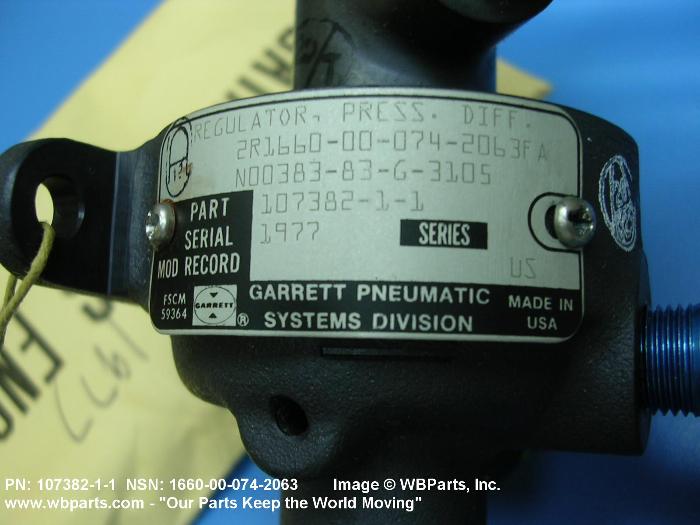 REGULATOR, PRESS. DIFF.
2R1660-00-074-2063FA
N00383-83-G-3105
PART 107382-1-1
SERIAL 1977 SERIES
MOD RECORD US
FSCM
59364
GARRETT
®
GARRETT PNEUMATIC
SYSTEMS DIVISION
MADE IN
USA
1977
PN: 107382-1-1 NSN: 1660-00-074-2063 Image © WBParts, Inc.
www.wbparts.com - "Our Parts Keep the World Moving"